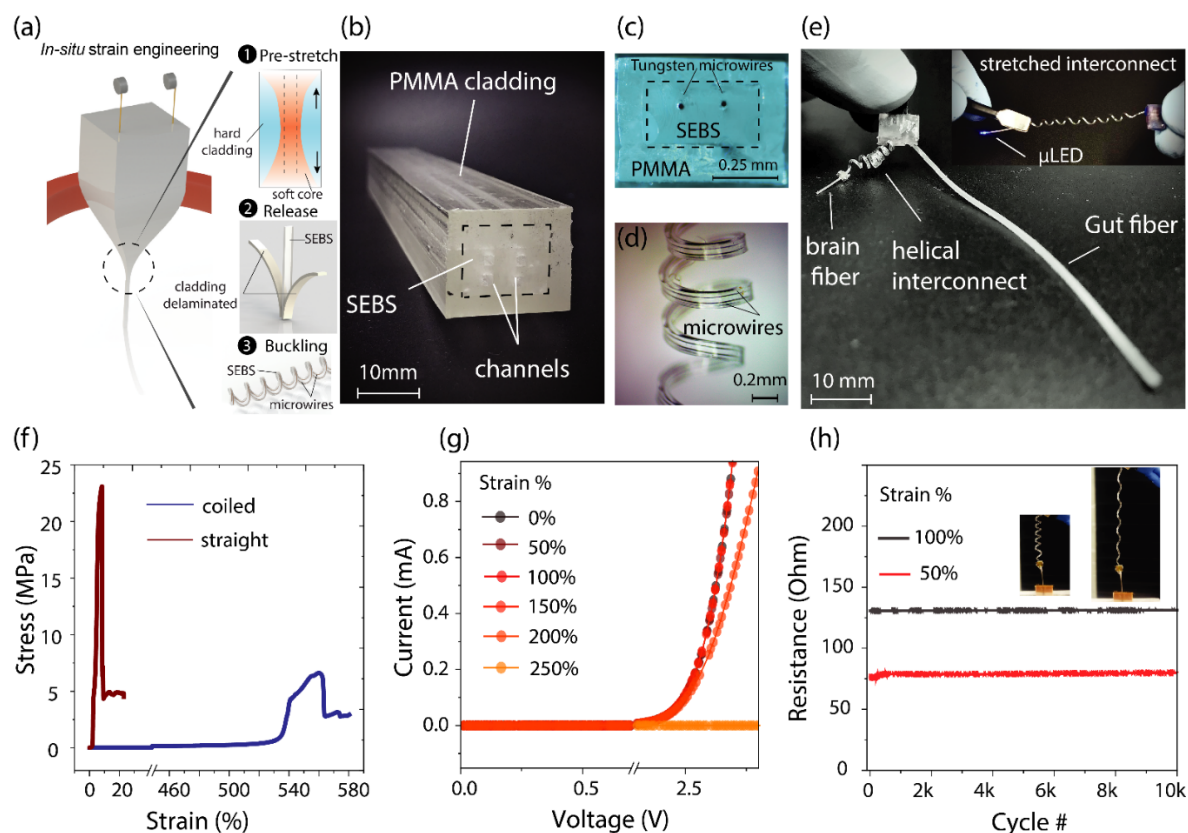 (a)
In-situ strain engineering
1 Pre-stretch
hard
cladding
soft core
2 Release
SEBS
cladding
delaminated
3 Buckling
SEBS
microwires
(b)
PMMA cladding
SEBS
channels
10mm
(c)
Tungsten microwires
SEBS
PMMA
0.25 mm
(d)
microwires
0.2mm
(e)
stretched interconnect
µLED
brain
fiber
helical
interconnect
Gut fiber
10 mm
(f)
Stress (MPa)
25
20
15
10
5
0
coiled
straight
0 20 460 500 540 580
Strain (%)
(g)
Current (mA)
0.8
0.6
0.4
0.2
0.0
Strain %
0%
50%
100%
150%
200%
250%
0.0 0.5 2.5
Voltage (V)
(h)
Resistance (Ohm)
200
150
100
50
0
Strain %
100%
50%
0 2k 4k 6k 8k 10k
Cycle #